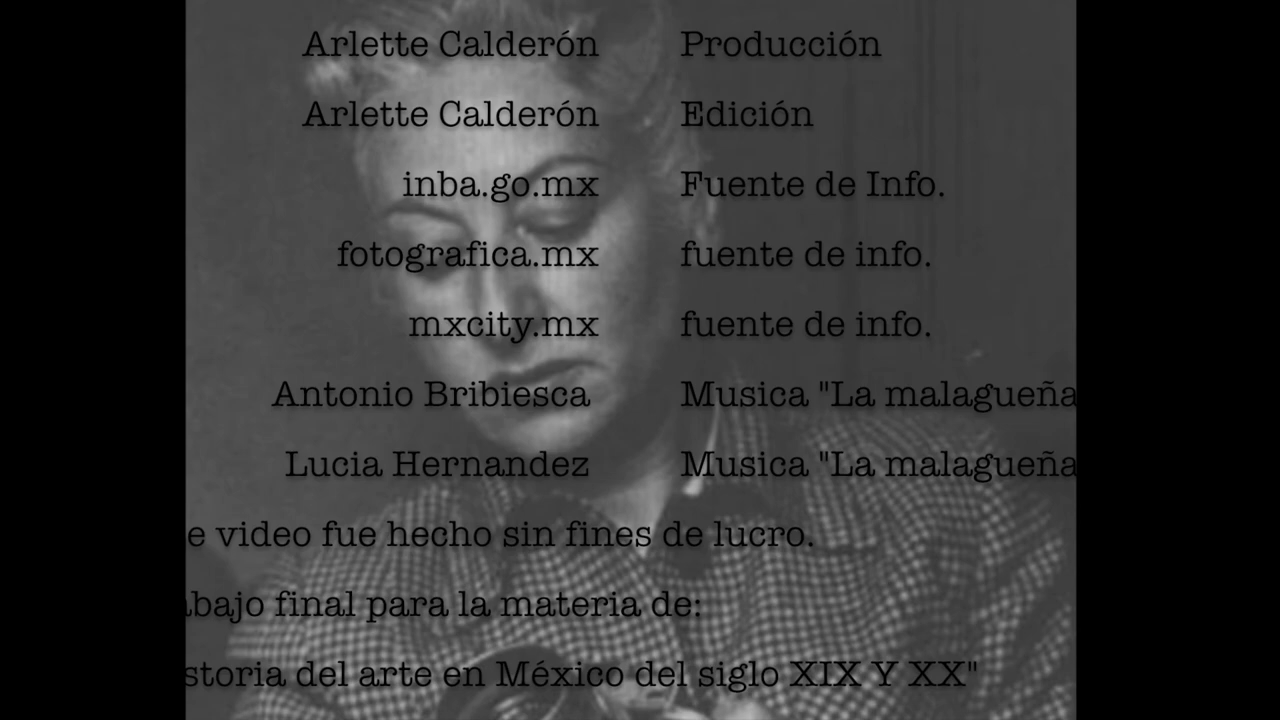 Arlette Calderón Producción
Arlette Calderón Edición
inba.go.mx Fuente de Info.
fotografica.mx fuente de info.
mxcity.mx fuente de info.
Antonio Bribiesca Musica "La malagueña
Lucia Hernandez Musica "La malagueña
e video fue hecho sin fines de lucro.
abajo final para la materia de:
storia del arte en México del siglo XIX Y XX"